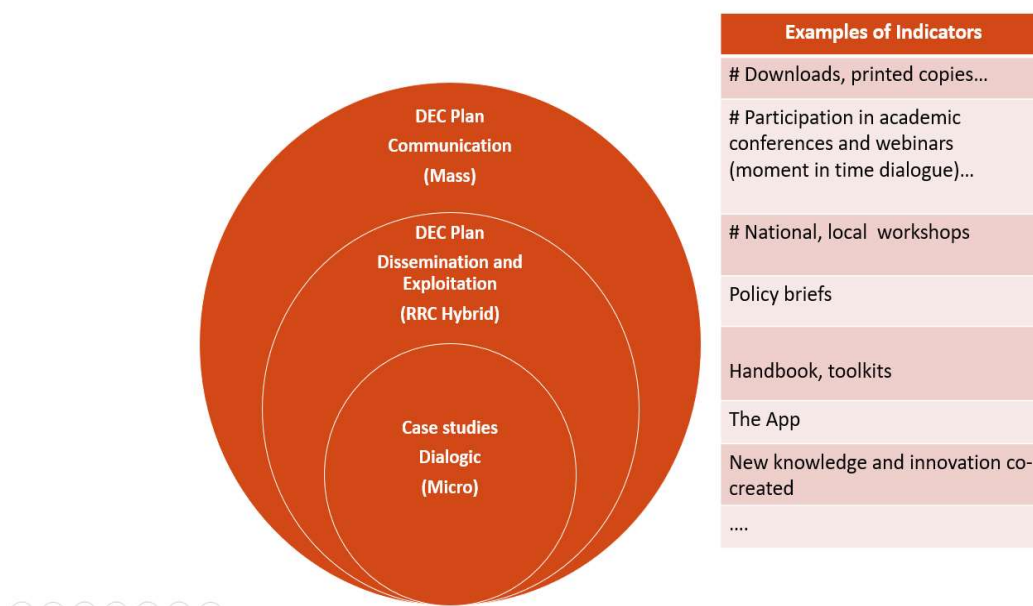 DEC Plan
Communication
(Mass)
DEC Plan
Dissemination and
Exploitation
(RRC Hybrid)
Case studies
Dialogic
(Micro)
Examples of Indicators
# Downloads, printed copies...
# Participation in academic
conferences and webinars
(moment in time dialogue)...
# National, local  workshops
Policy briefs
Handbook, toolkits
The App
New knowledge and innovation co-
created
....